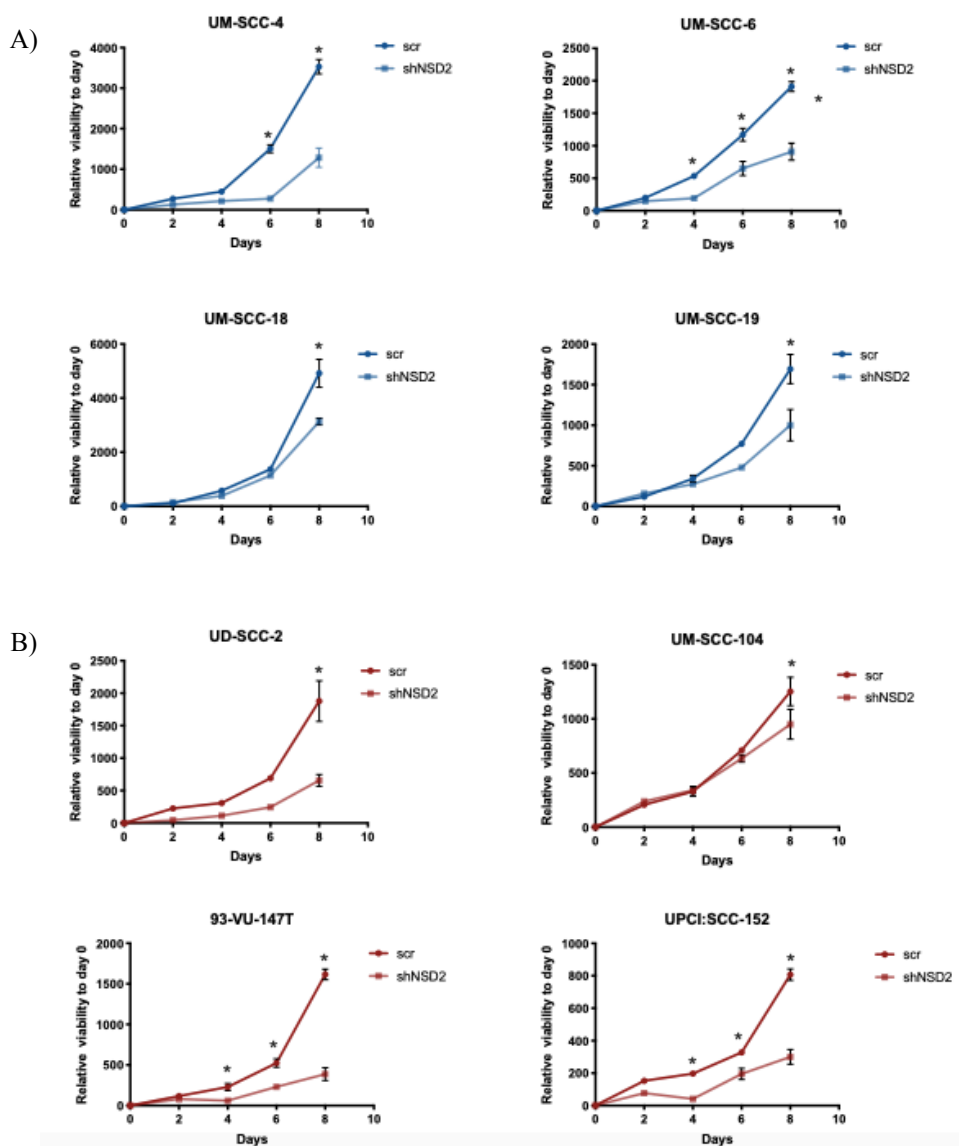 A)
UM-SCC-4
Relative viability to day 0
4000
3000
2000
1000
0
0 2 4 6 8 10
Days
* *
scr
shNSD2
UM-SCC-6
Relative viability to day 0
2500
2000
1500
1000
500
0
0 2 4 6 8 10
Days
* * * *
scr
shNSD2
UM-SCC-18
Relative viability to day 0
6000
4000
2000
0
0 2 4 6 8 10
Days
*
scr
shNSD2
UM-SCC-19
Relative viability to day 0
2000
1500
1000
500
0
0 2 4 6 8 10
Days
*
scr
shNSD2
B)
UD-SCC-2
Relative viability to day 0
2500
2000
1500
1000
500
0
0 2 4 6 8 10
Days
*
scr
shNSD2
UM-SCC-104
Relative viability to day 0
1500
1000
500
0
0 2 4 6 8 10
Days
*
scr
shNSD2
93-VU-147T
Relative viability to day 0
2000
1500
1000
500
0
0 2 4 6 8 10
Days
* * *
scr
shNSD2
UPCI:SCC-152
Relative viability to day 0
1000
800
600
400
200
0
0 2 4 6 8 10
Days
* * *
scr
shNSD2